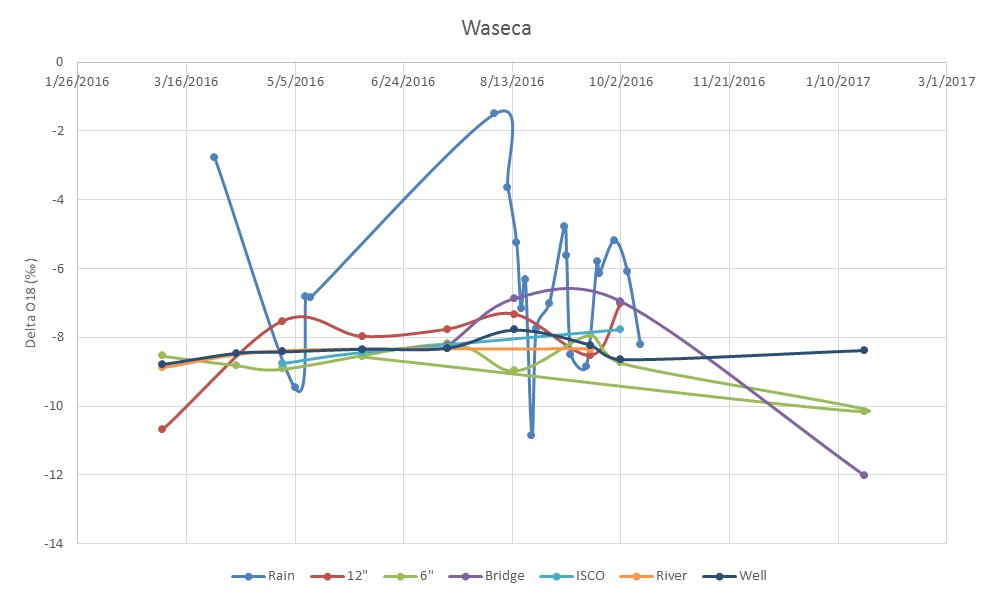 Waseca
0
1/26/2016 3/16/2016 5/5/2016 6/24/2016 8/13/2016 10/2/2016 11/21/2016 1/10/2017 3/1/2017
-2
-4
-6
-8
-10
-12
-14
Delta O18 (‰)
Rain 12" 6" Bridge ISCO River Well